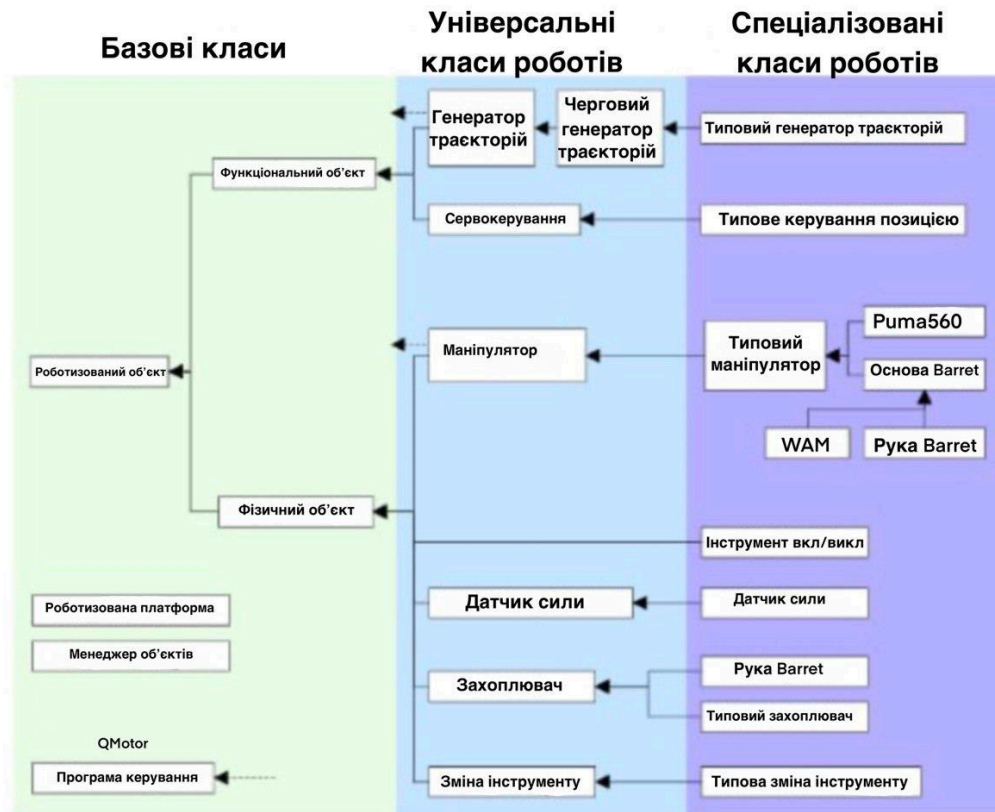 Базові класи
Універсальні
класи роботів
Спеціалізовані
класи роботів
Генератор
траєкторій
Черговий
генератор
траєкторій
Типовий генератор траєкторій
Функціональний об'єкт
Сервокерування
Типове керування позицією
Puma560
Маніпулятор
Типовий
маніпулятор
Роботизований об'єкт
Основа Barret
WAM
Рука Barret
Фізичний об'єкт
Інструмент вкл/викл
Роботизована платформа
Датчик сили
Датчик сили
Менеджер об'єктів
Рука Barret
Захоплювач
Типовий захоплювач
QMotor
Програма керування
Зміна інструменту
Типова зміна інструменту